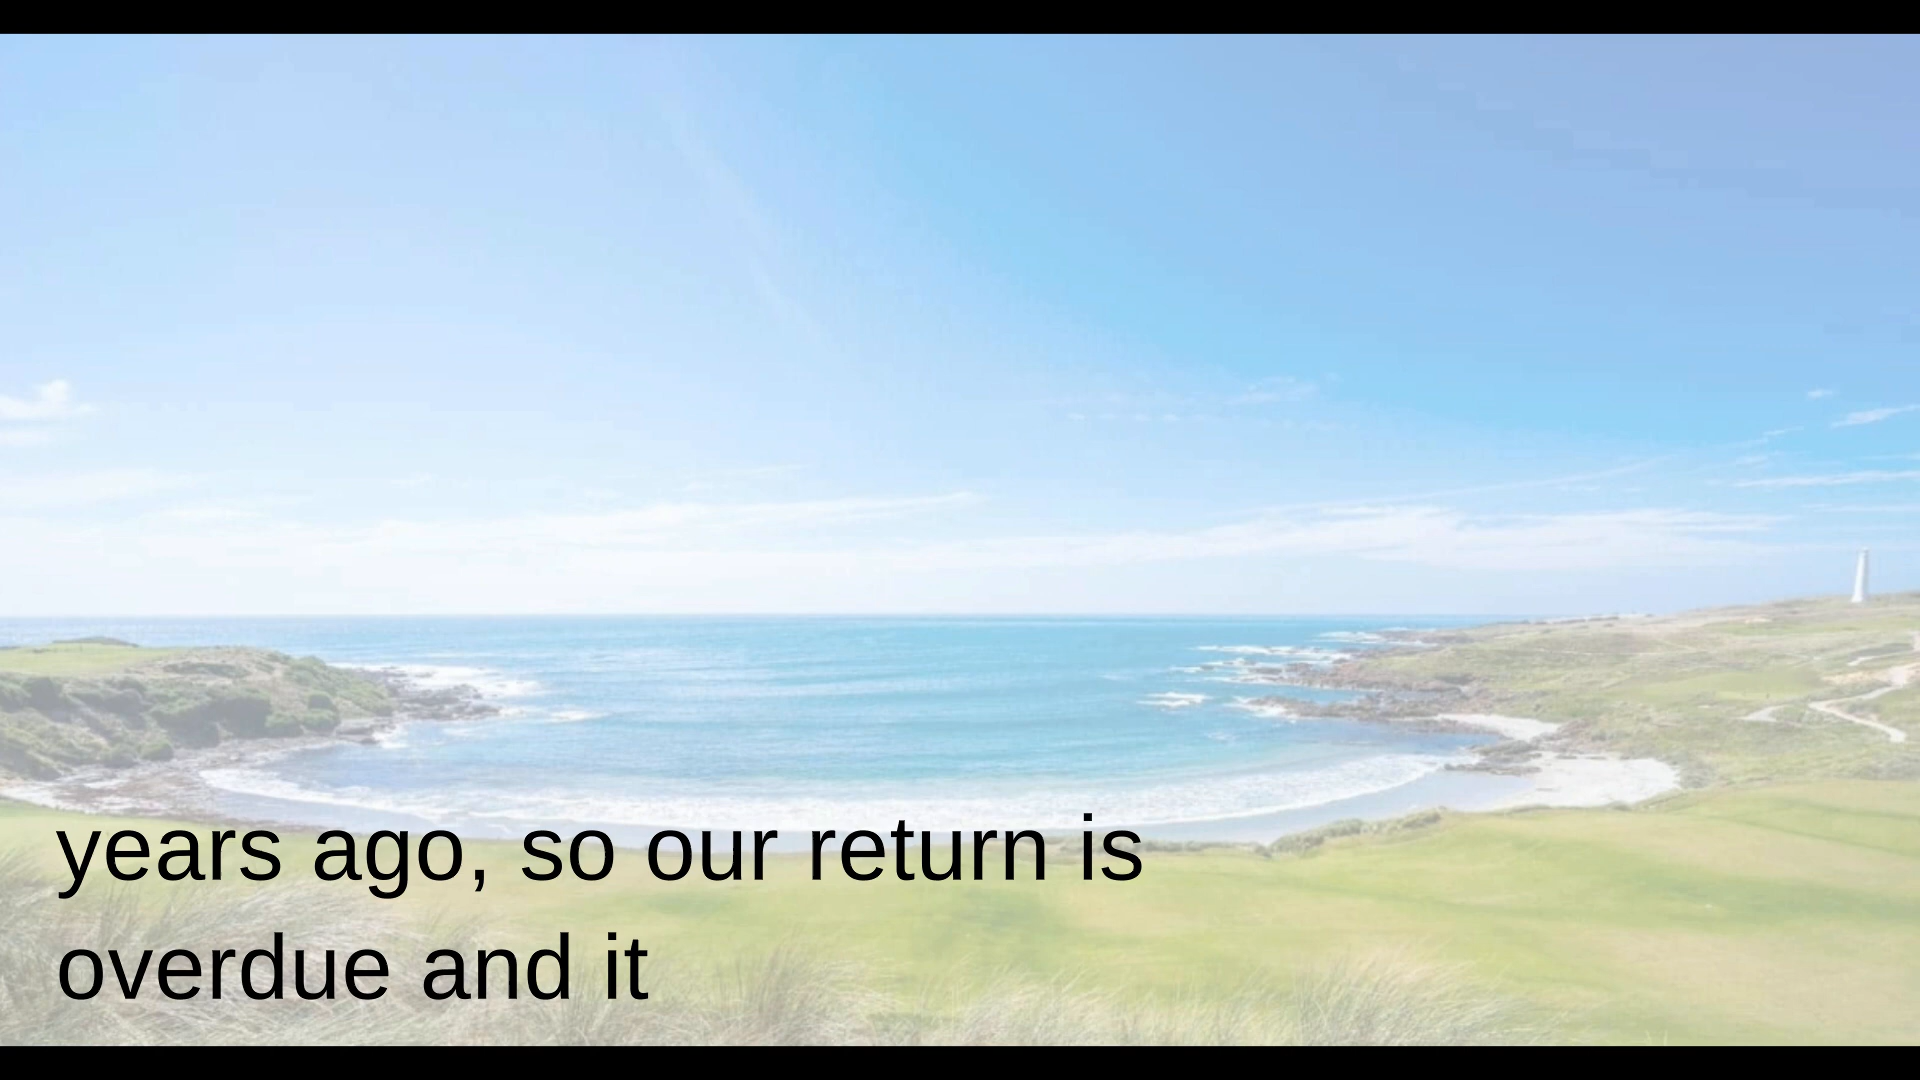 years ago, so our return is
overdue and it